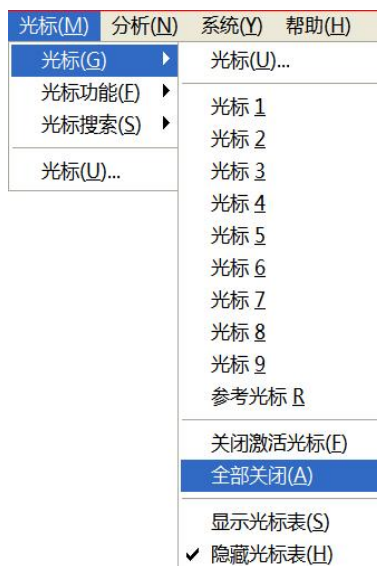 光标(M) 分析(N) 系统(Y) 帮助(H)
光标(G)
光标功能(F)
光标搜索(S)
光标(U)...
光标(U)...
光标 1
光标 2
光标 3
光标 4
光标 5
光标 6
光标 7
光标 8
光标 9
参考光标 R
关闭激活光标(F)
全部关闭(A)
显示光标表(S)
隐藏光标表(H)